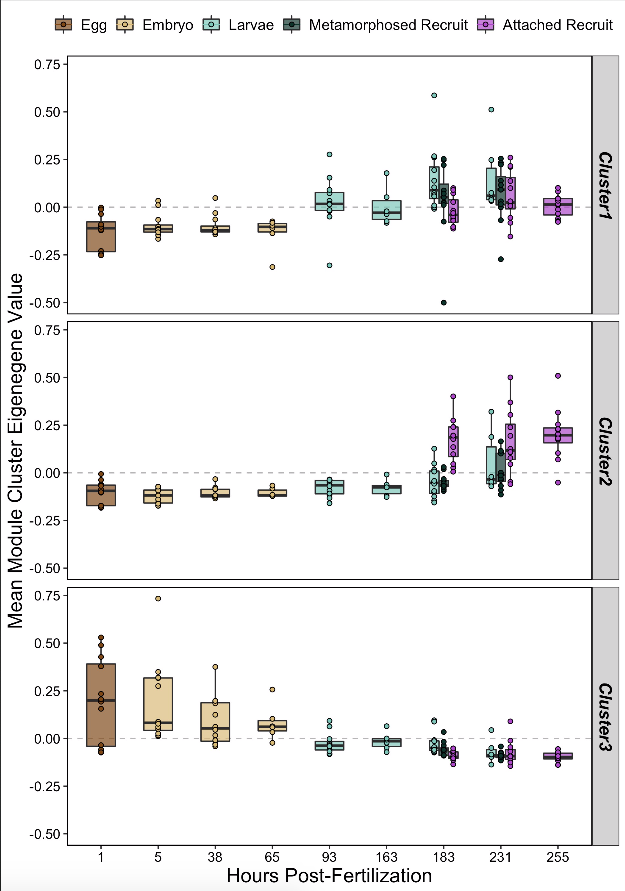 Egg Embryo Larvae Metamorphosed Recruit Attached Recruit
Mean Module Cluster Eigenegene Value
0.75
0.50
0.25
0.00
-0.25
-0.50
Cluster1
0.75
0.50
0.25
0.00
-0.25
-0.50
Cluster2
0.75
0.50
0.25
0.00
-0.25
-0.50
Cluster3
1 5 38 65 93 163 183 231 255
Hours Post-Fertilization